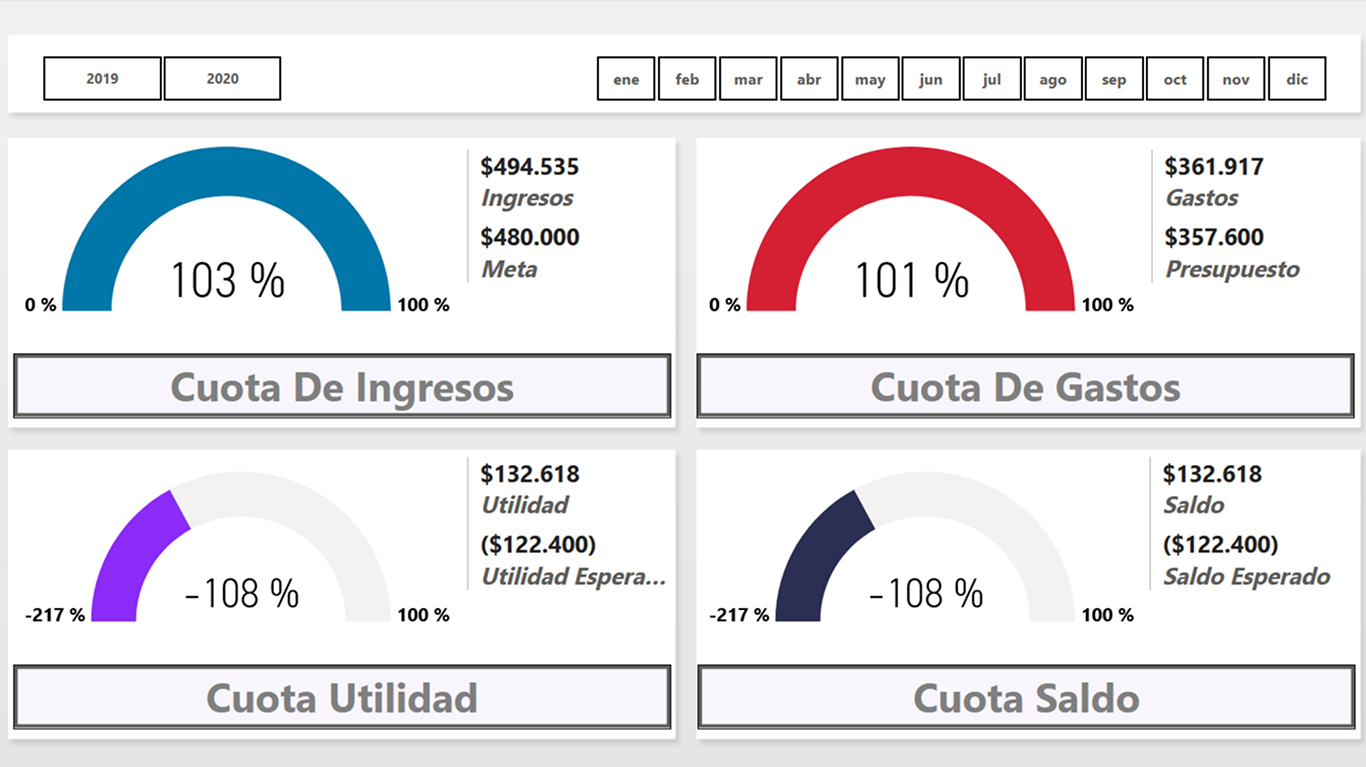 2019 2020 ene feb mar abr may jun jul ago sep oct nov dic
$494.535
Ingresos
$480.000
Meta
103 %
0 % 100 %
Cuota De Ingresos
$361.917
Gastos
$357.600
Presupuesto
101 %
0 % 100 %
Cuota De Gastos
$132.618
Utilidad
($122.400)
Utilidad Espera...
-108 %
-217 % 100 %
Cuota Utilidad
$132.618
Saldo
($122.400)
Saldo Esperado
-108 %
-217 % 100 %
Cuota Saldo